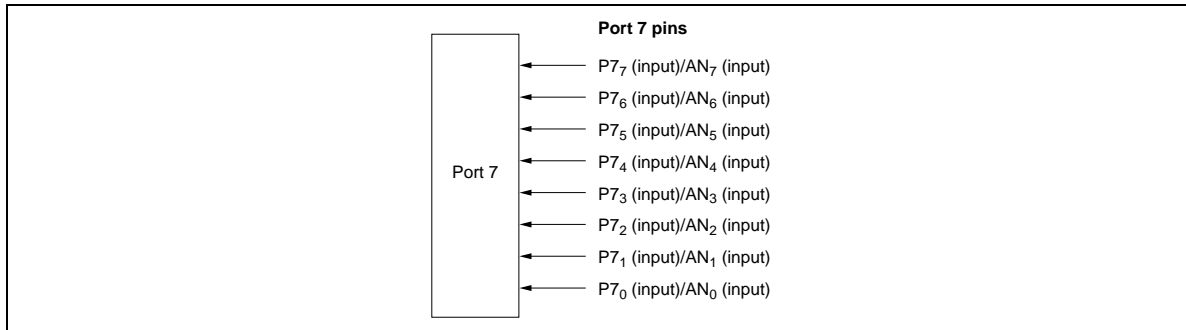 Port 7 pins
P7₇ (input)/AN₇ (input)
P7₆ (input)/AN₆ (input)
P7₅ (input)/AN₅ (input)
Port 7
P7₄ (input)/AN₄ (input)
P7₃ (input)/AN₃ (input)
P7₂ (input)/AN₂ (input)
P7₁ (input)/AN₁ (input)
P7₀ (input)/AN₀ (input)